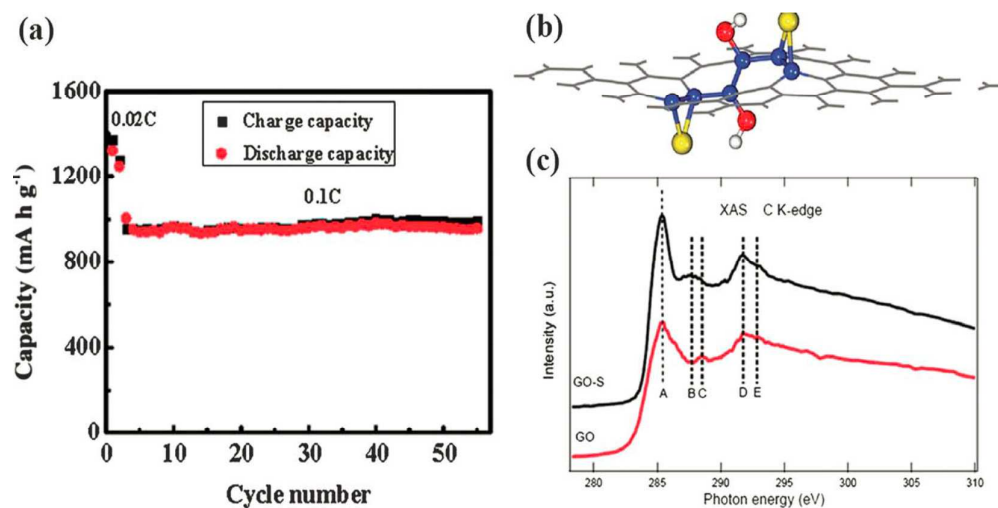 (a)
1600
1200
800
400
0
0.02C
Charge capacity
Discharge capacity
0.1C
Capacity (mA h g⁻¹)
0 10 20 30 40 50
Cycle number
(b)
(c)
XAS C K-edge
Intensity (a.u.)
GO-S
GO
A B C D E
280 285 290 295 300 305 310
Photon energy (eV)